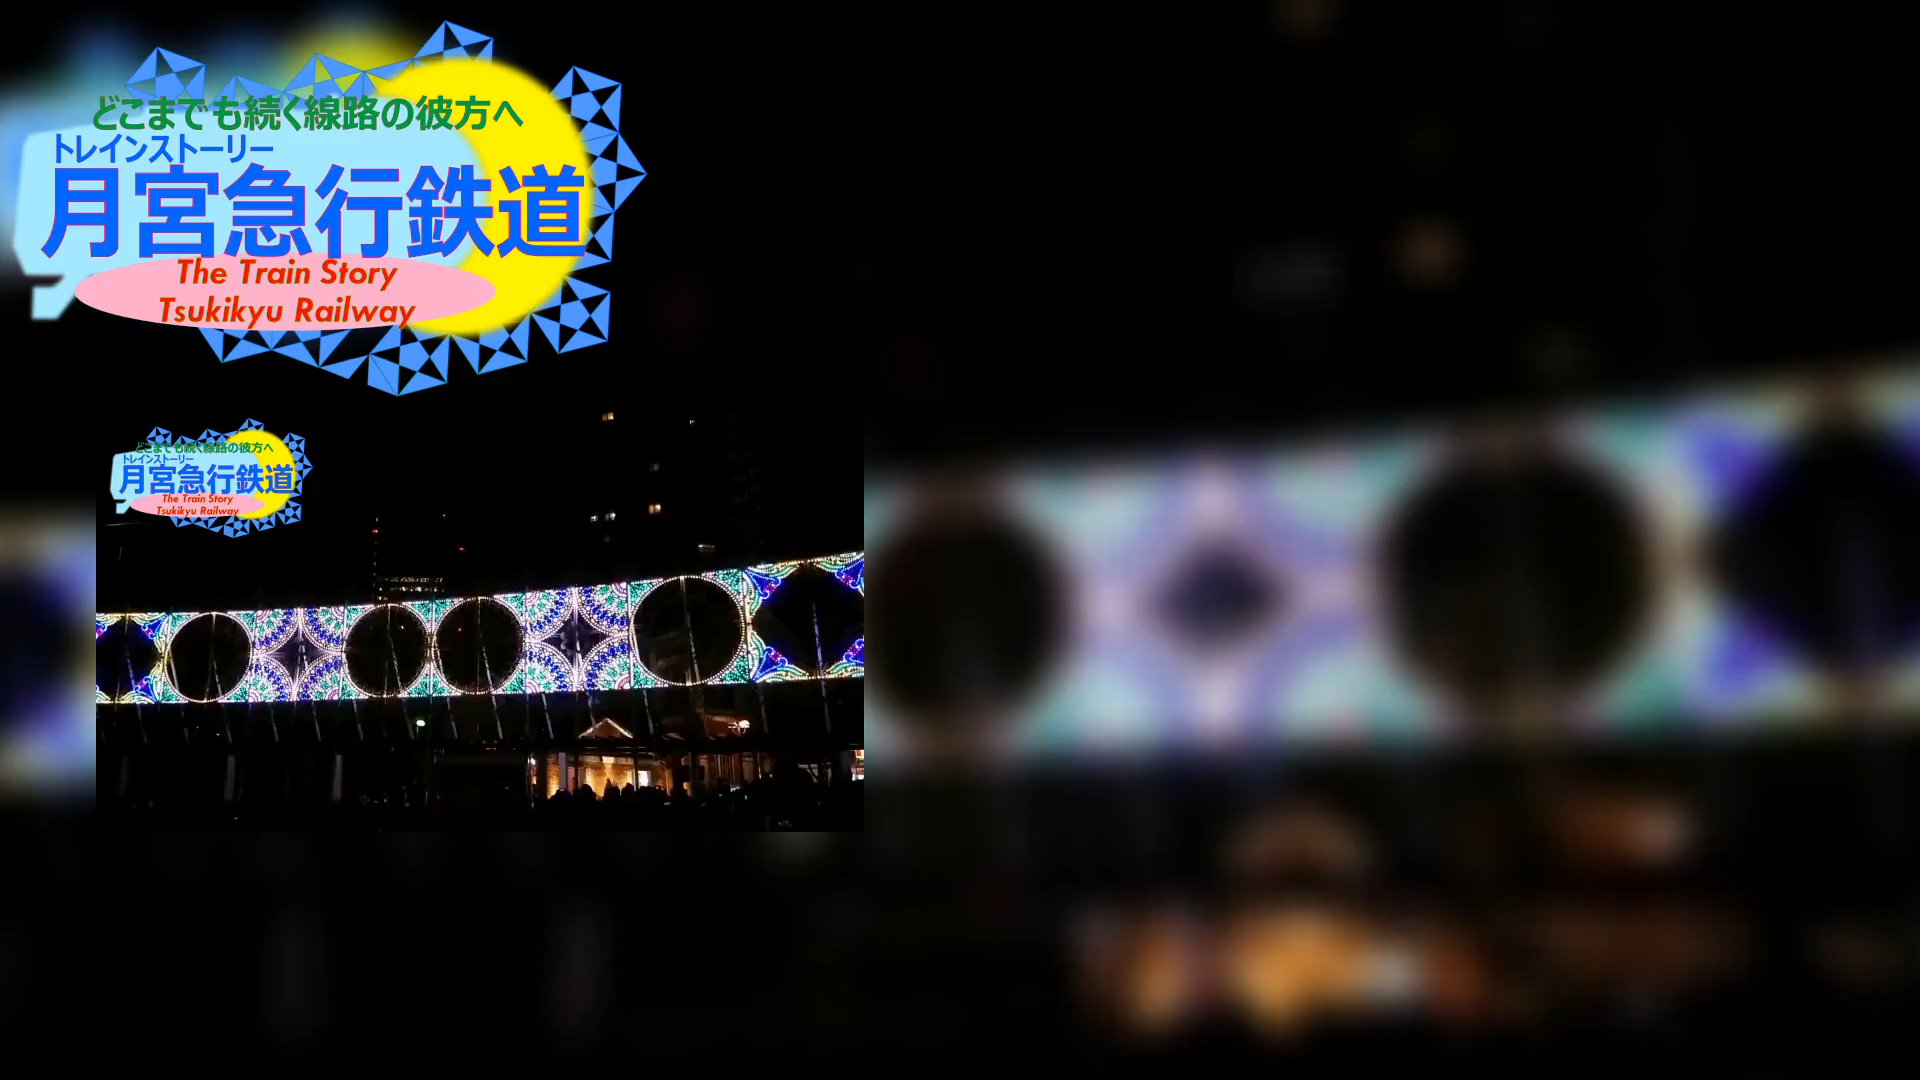 どこまでも続く線路の彼方へ
トレインストーリー
月宮急行鉄道
The Train Story
Tsukikyu Railway
どこまでも続く線路の彼方へ
トレインストーリー
月宮急行鉄道
The Train Story
Tsukikyu Railway